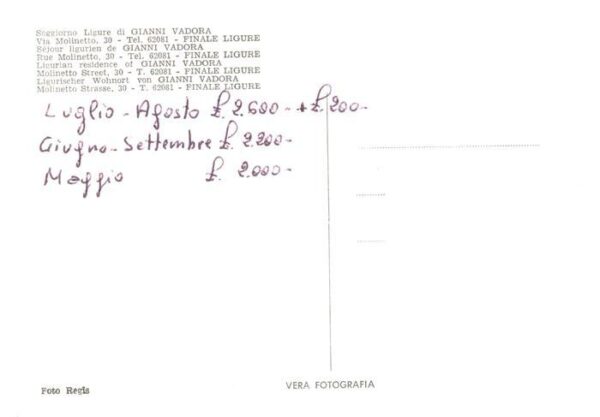 Soggiorno Ligure di GIANNI VADORA
Via Molinetto, 30 - Tel. 62081 - FINALE LIGURE
Séjour ligurien de GIANNI VADORA
Rue Molinetto, 30 - Tel. 62081 - FINALE LIGURE
Ligurian residence of GIANNI VADORA
Molinetto Street, 30 - T. 62081 - FINALE LIGURE
Ligurischer Wohnort von GIANNI VADORA
Molinetto Strasse, 30 - T. 62081 - FINALE LIGURE
Luglio - Agosto £. 2.600 - + £. 200 -
Giugno - Settembre £. 2.200 -
Maggio £. 2.000 -
Foto Regis
VERA FOTOGRAFIA